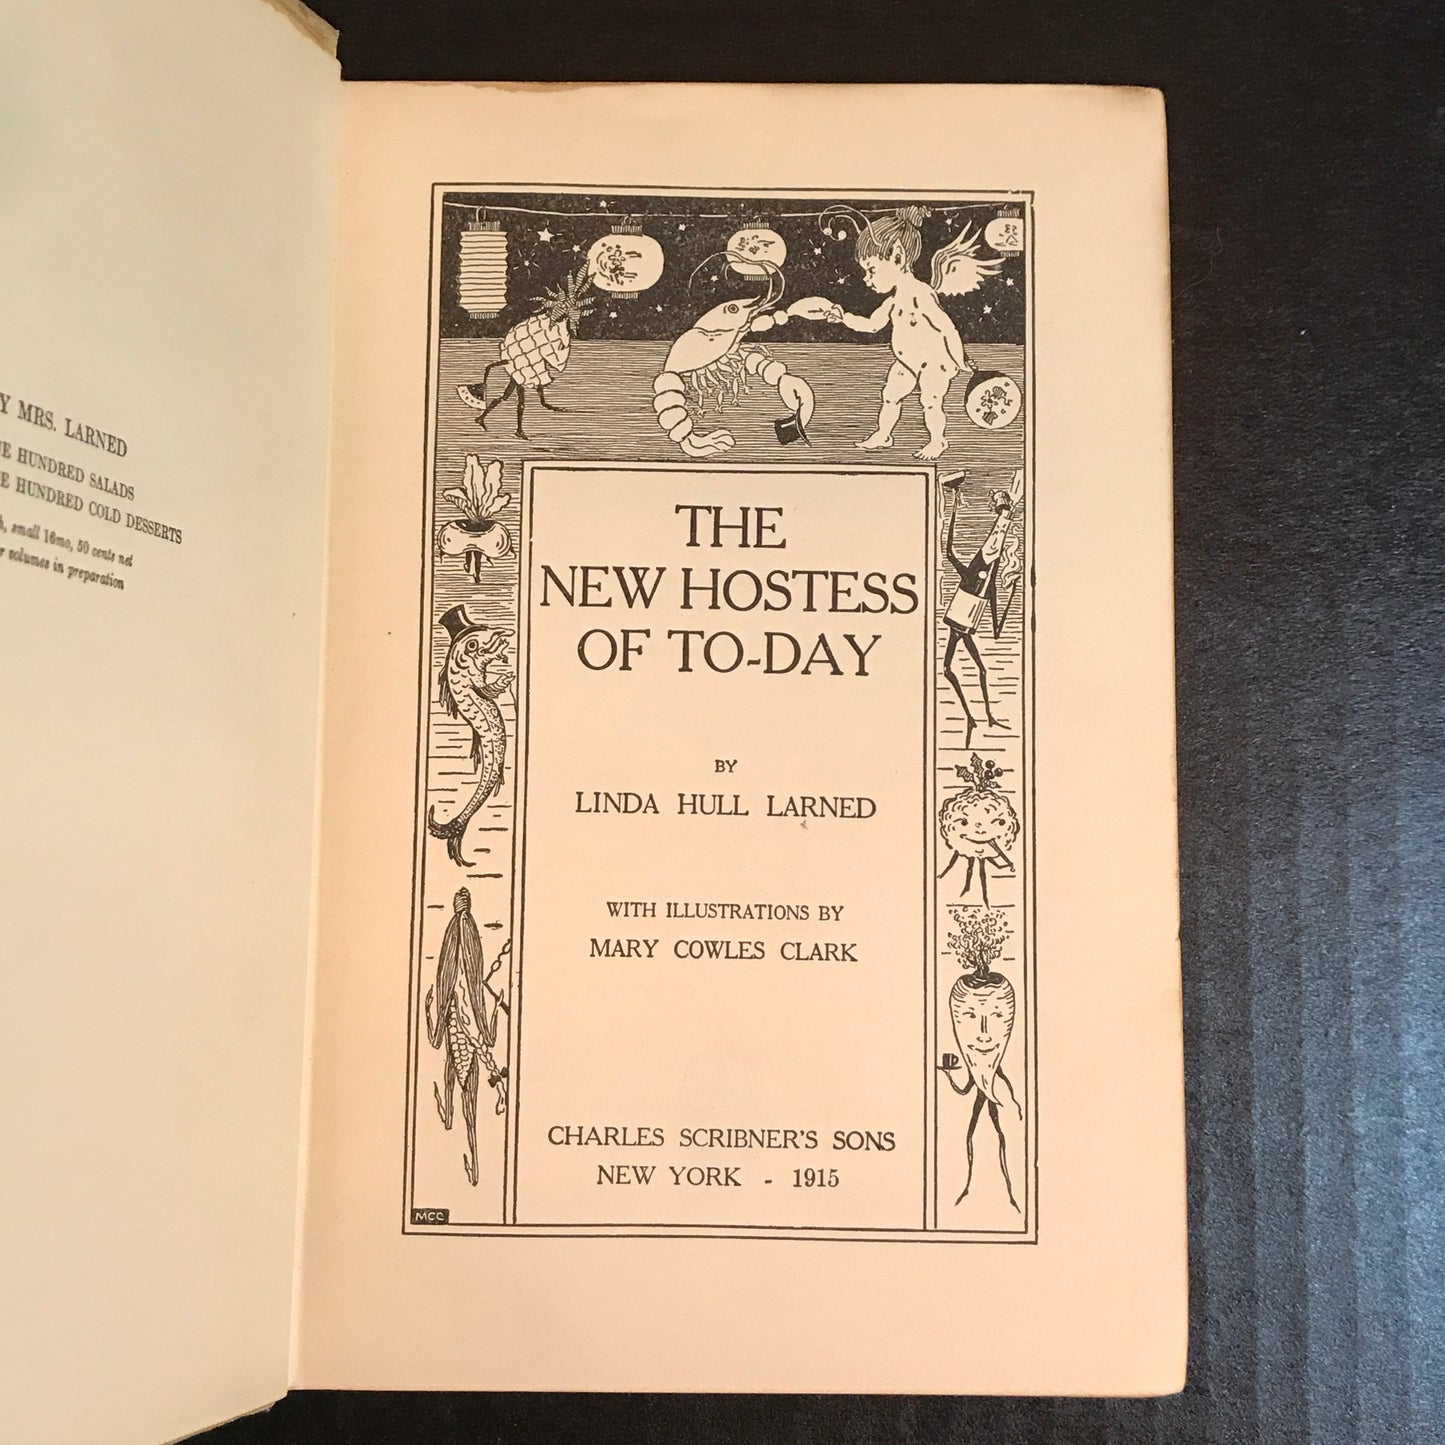 Y MRS. LARNED
E HUNDRED SALADS
E HUNDRED COLD DESSERTS
small 16mo, 50 cents net
volumes in preparation
THE
NEW HOSTESS
OF TO-DAY
BY
LINDA HULL LARNED
WITH ILLUSTRATIONS BY
MARY COWLES CLARK
CHARLES SCRIBNER'S SONS
NEW YORK - 1915
MCC